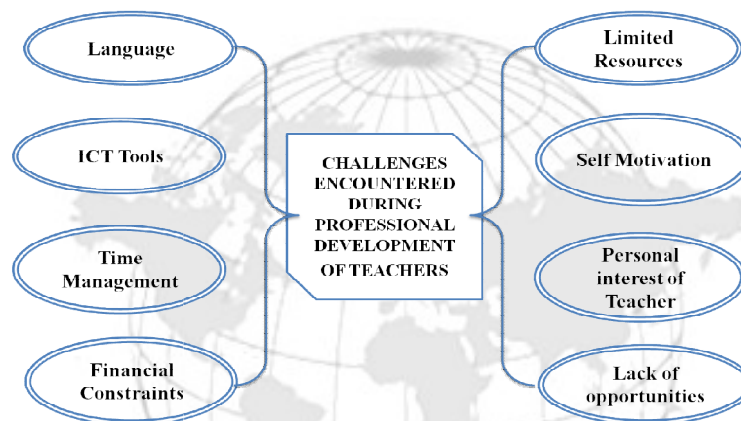 Language
ICT Tools
Time
Management
Financial
Constraints
CHALLENGES
ENCOUNTERED
DURING
PROFESSIONAL
DEVELOPMENT
OF TEACHERS
Limited
Resources
Self Motivation
Personal
interest of
Teacher
Lack of
opportunities